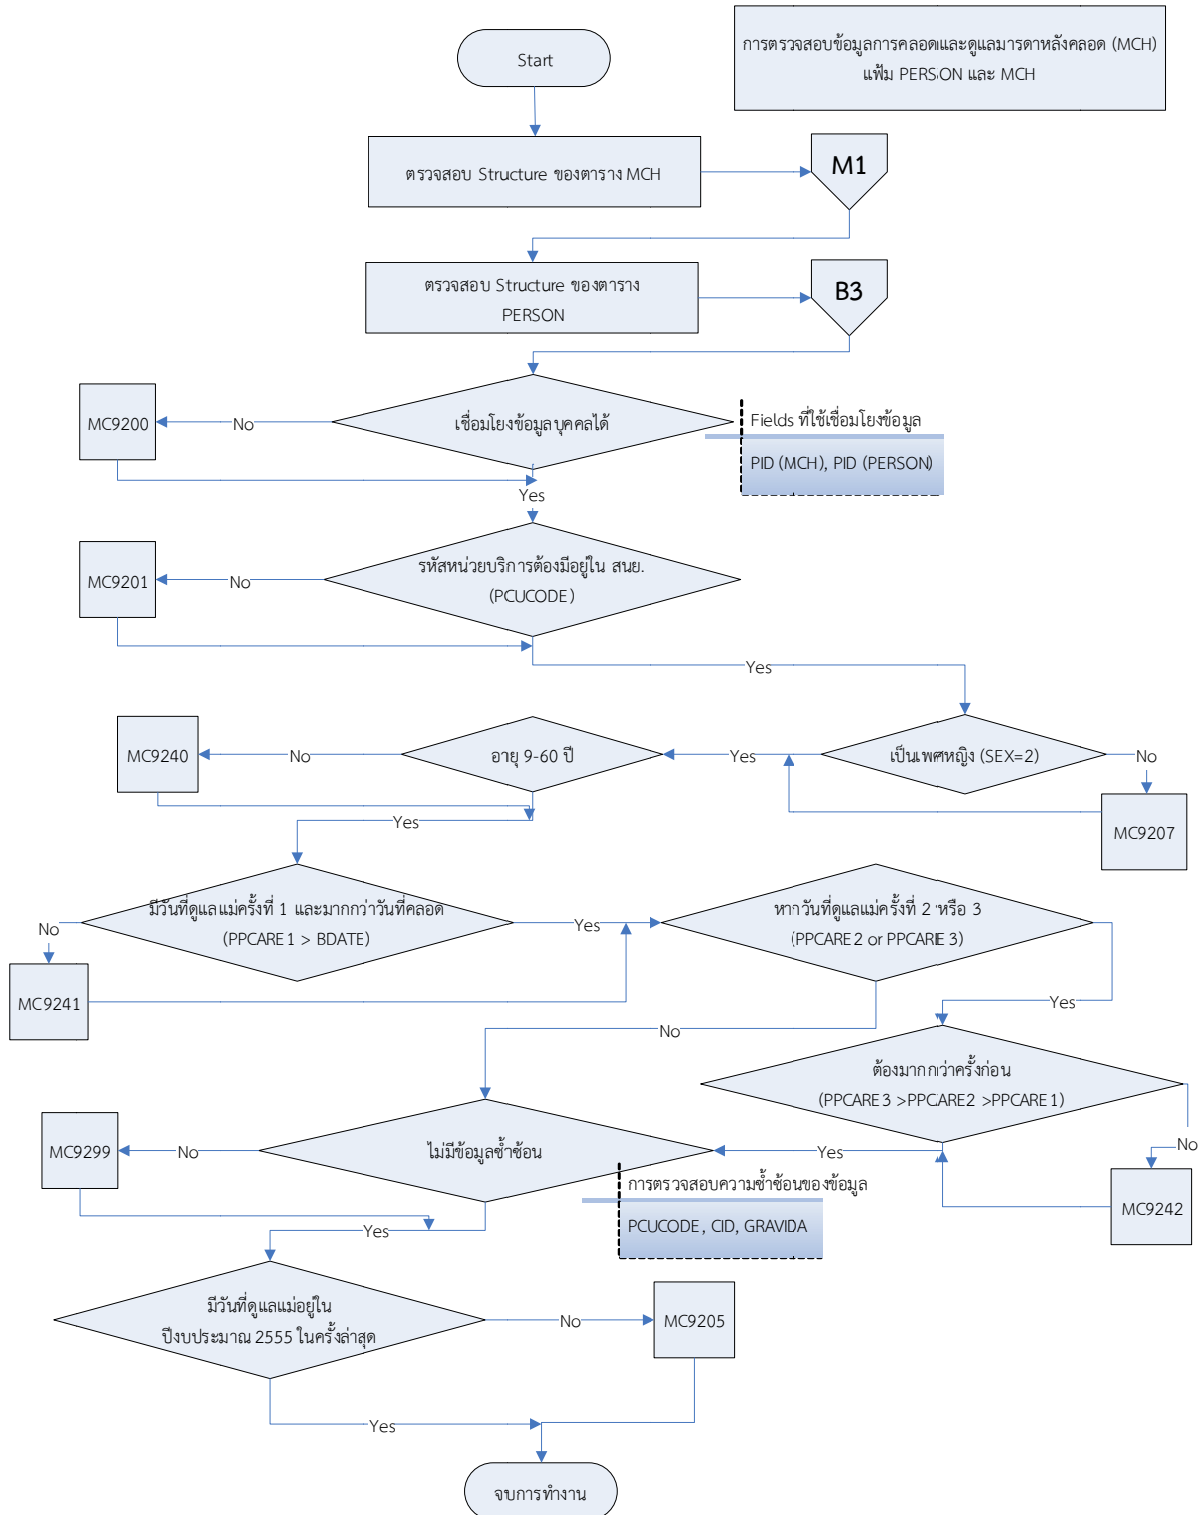 Start
การตรวจสอบข้อมูลการคลอดและดูแลมารดาหลังคลอด (MCH)
แฟ้ม PERSON และ MCH
ตรวจสอบ Structure ของตาราง MCH
M1
ตรวจสอบ Structure ของตาราง
PERSON
B3
เชื่อมโยงข้อมูลบุคคลได้
No
MC9200
Fields ที่ใช้เชื่อมโยงข้อมูล
PID (MCH), PID (PERSON)
Yes
รหัสหน่วยบริการต้องมีอยู่ใน สนย.
(PCUCODE)
No
MC9201
Yes
เป็นเพศหญิง (SEX=2)
No
MC9207
Yes
อายุ 9-60 ปี
No
MC9240
Yes
มีวันที่ดูแลแม่ครั้งที่ 1 และมากกว่าวันที่คลอด
(PPCARE1 > BDATE)
No
MC9241
Yes
หากวันที่ดูแลแม่ครั้งที่ 2 หรือ 3
(PPCARE2 or PPCARE3)
Yes
No
ต้องมากกว่าครั้งก่อน
(PPCARE3 >PPCARE2 >PPCARE1)
No
MC9242
Yes
ไม่มีข้อมูลซ้ำซ้อน
No
MC9299
การตรวจสอบความซ้ำซ้อนของข้อมูล
PCUCODE, CID, GRAVIDA
Yes
มีวันที่ดูแลแม่อยู่ใน
ปีงบประมาณ 2555 ในครั้งล่าสุด
No
MC9205
Yes
จบการทำงาน